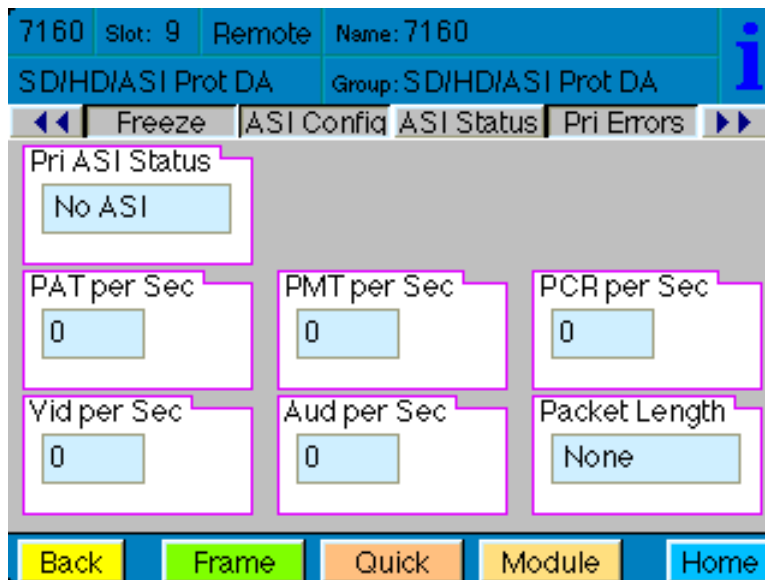 7160 Slot: 9 Remote Name: 7160
SD/HD/ASI Prot DA Group: SD/HD/ASI Prot DA
Freeze ASI Config ASI Status Pri Errors
Pri ASI Status
No ASI
PAT per Sec PMT per Sec PCR per Sec
0 0 0
Vid per Sec Aud per Sec Packet Length
0 0 None
Back Frame Quick Module Home